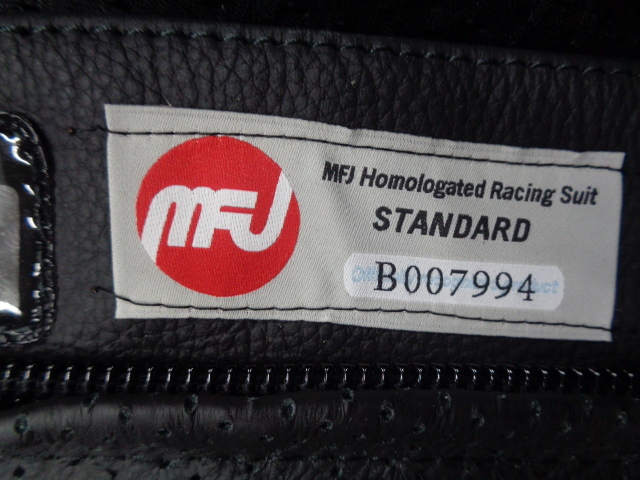 MFJ
MFJ Homologated Racing Suit
STANDARD
B007994